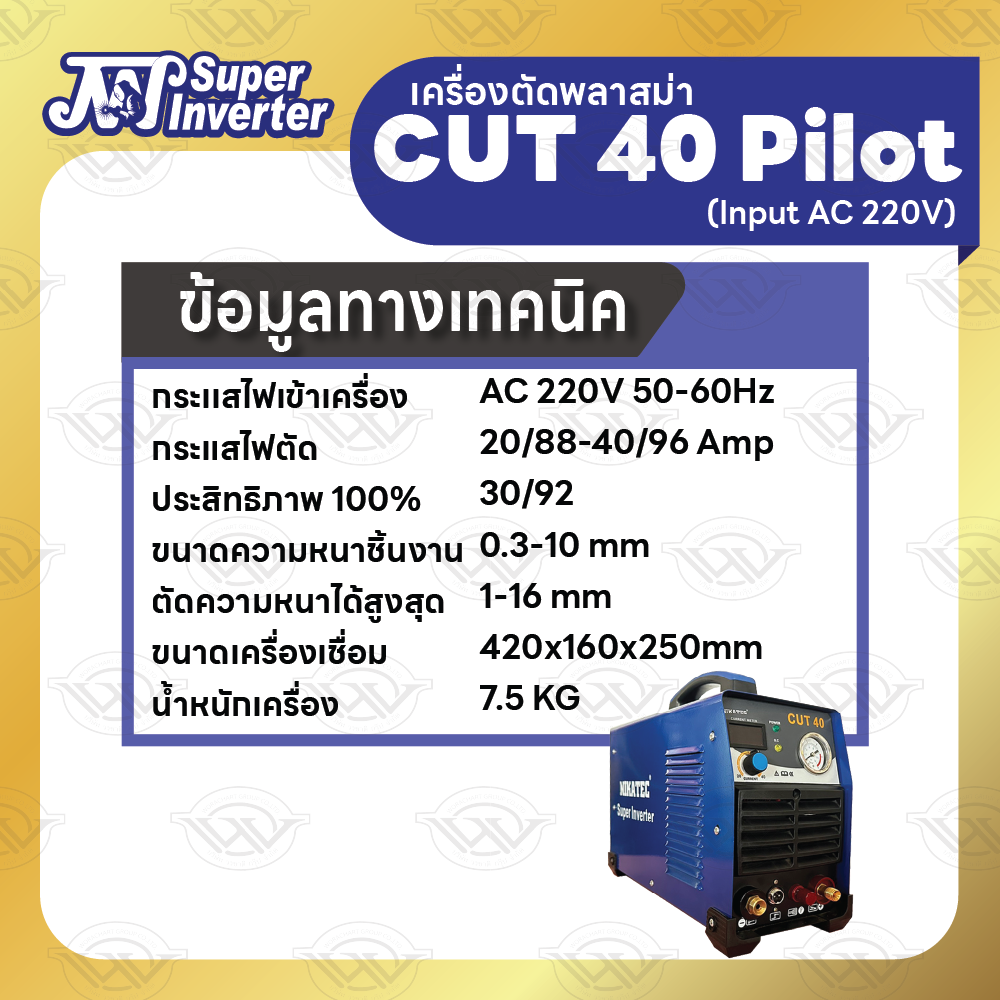 JW Super
Inverter
เครื่องตัดพลาสม่า
CUT 40 Pilot
(Input AC 220V)
ข้อมูลทางเทคนิค
กระแสไฟเข้าเครื่อง AC 220V 50-60Hz
กระแสไฟตัด 20/88-40/96 Amp
ประสิทธิภาพ 100% 30/92
ขนาดความหนาชิ้นงาน 0.3-10 mm
ตัดความหนาได้สูงสุด 1-16 mm
ขนาดเครื่องเชื่อม 420x160x250mm
น้ำหนักเครื่อง 7.5 KG
CUT 40
CURRENT METER
POWER
O.C
CURRENT
Super Inverter